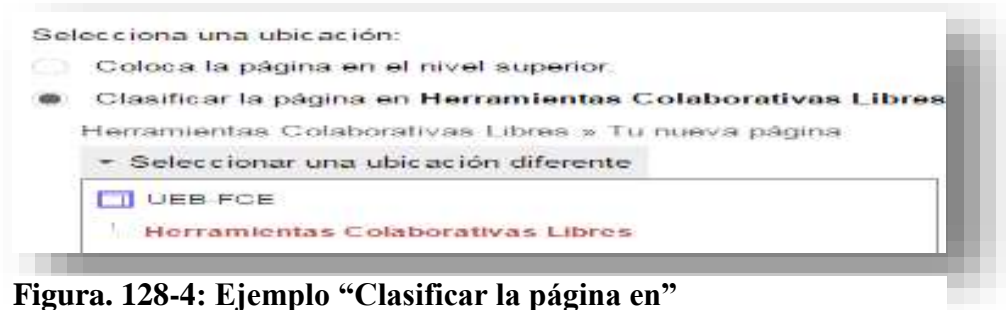 Selecciona una ubicación:
Coloca la página en el nivel superior.
Clasificar la página en Herramientas Colaborativas Libres
Herramientas Colaborativas Libres » Tu nueva página
Seleccionar una ubicación diferente
UEB-FCE
Herramientas Colaborativas Libres
Figura. 128-4: Ejemplo “Clasificar la página en”